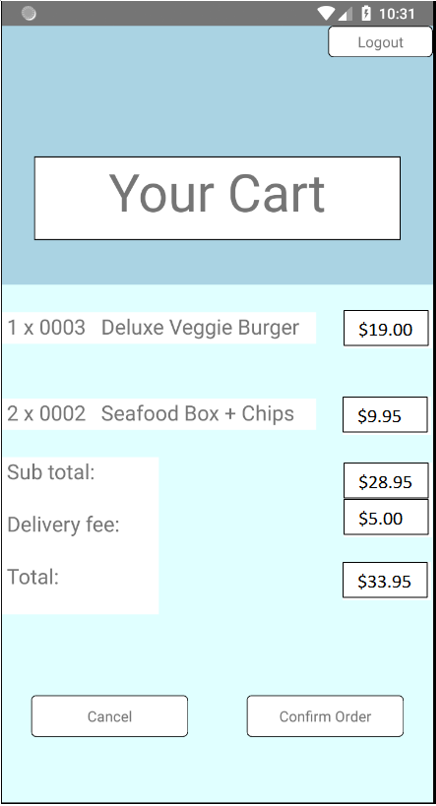 10:31
Logout
Your Cart
1 x 0003 Deluxe Veggie Burger $19.00
2 x 0002 Seafood Box + Chips $9.95
Sub total: $28.95
Delivery fee: $5.00
Total: $33.95
Cancel Confirm Order